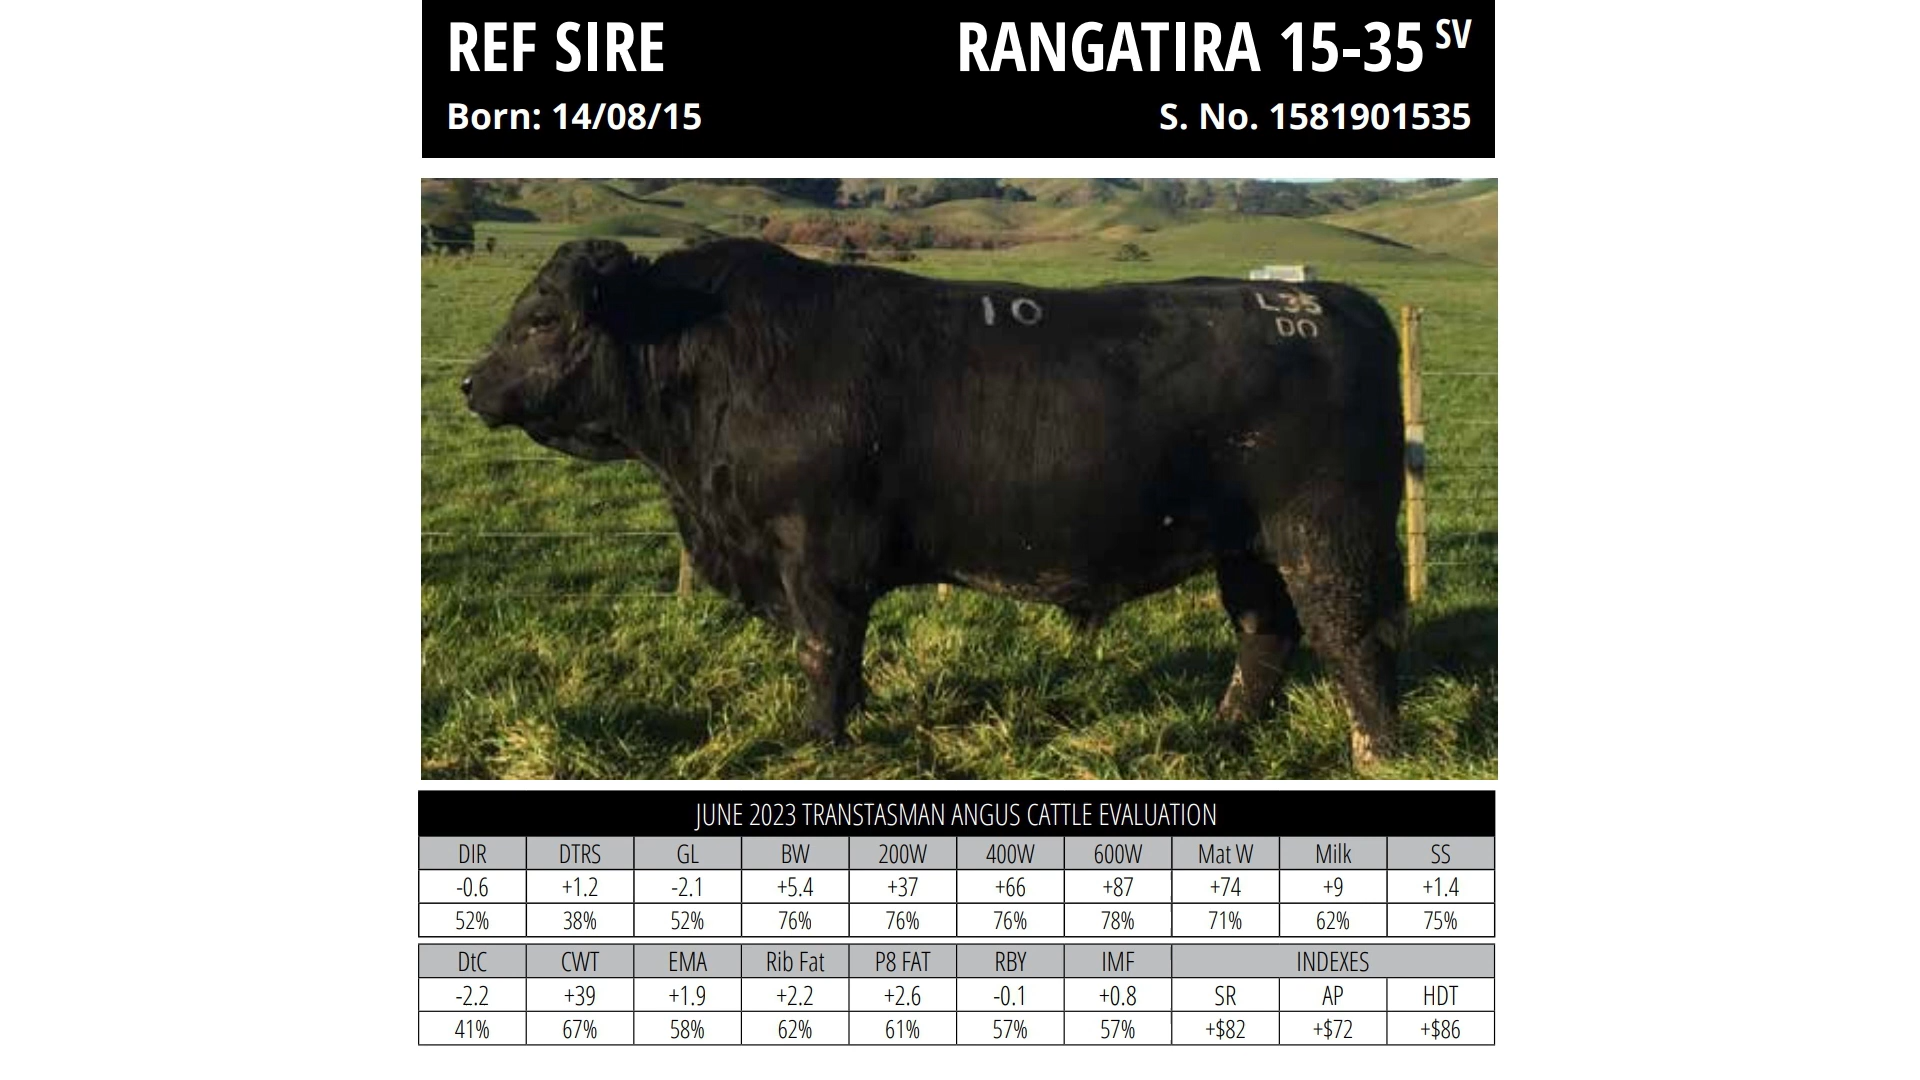 REF SIRE RANGATIRA 15-35 SV
Born: 14/08/15 S. No. 1581901535
10
L35
DO
JUNE 2023 TRANSTASMAN ANGUS CATTLE EVALUATION
DIR DTRS GL BW 200W 400W 600W Mat W Milk SS
-0.6 +1.2 -2.1 +5.4 +37 +66 +87 +74 +9 +1.4
52% 38% 52% 76% 76% 76% 78% 71% 62% 75%
DtC CWT EMA Rib Fat P8 FAT RBY IMF INDEXES
-2.2 +39 +1.9 +2.2 +2.6 -0.1 +0.8 SR AP HDT
41% 67% 58% 62% 61% 57% 57% +$82 +$72 +$86